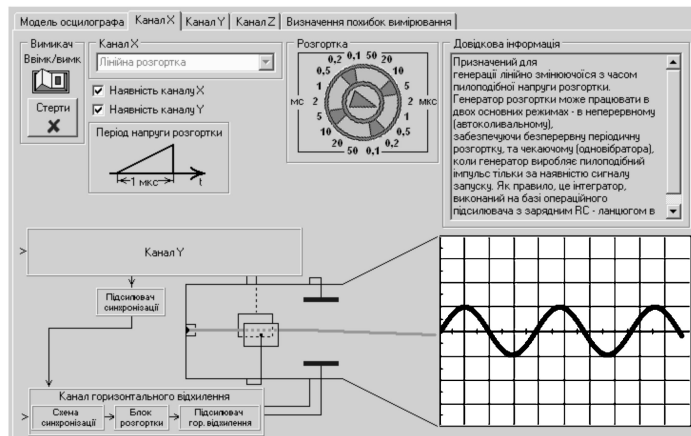 Модель осцилографа Канал X Канал Y Канал Z Визначення похибок вимірювання
Вимикач
Ввімк/вимк
Стерти
Канал X
Лінійна розгортка
Наявність каналу X
Наявність каналу Y
Період напруги розгортки
1 мкс
t
Розгортка
0,2 0,1 50 20
0,5 10
1 5
мс 2 2 мкс
5 1
10 0,5
20 0,2
50 0,1
Довідкова інформація
Призначений для
генерації лінійно змінюючоїся з часом
пилоподібної напруги розгортки.
Генератор розгортки може працювати в
двох основних режимах - в неперервному
(автоколивальному),
забезпечуючи безперервну періодичну
розгортку, та чекаючому (одновібратора),
коли генератор виробляє пилоподібний
імпульс тільки за наявністю сигналу
запуску. Як правило, це інтегратор,
виконаний на базі операційного
підсилювача з зарядним RC - ланцюгом в
> Канал Y
Підсилювач
синхронізації
Канал горизонтального відхилення
> Схема
синхронізації
Блок
розгортки
Підсилювач
гор. відхилення